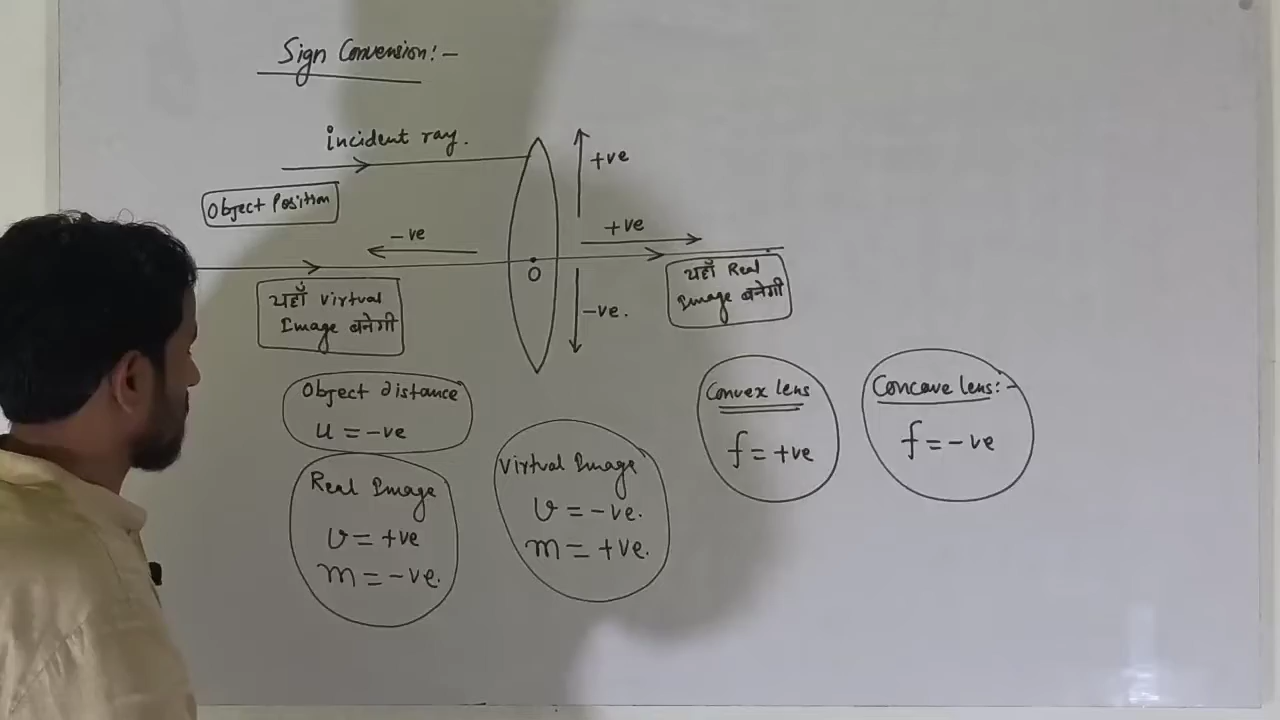 Sign Convension:-
incident ray.
Object Position
+ve
-ve
+ve
O
-ve.
यहाँ Virtual
Image बनेगी
यहाँ Real
Image बनेगी
Object distance
u = -ve
Real Image
v = +ve
m = -ve.
Virtual Image
v = -ve.
m = +ve.
Convex lens
f = +ve
Concave lens:-
f = -ve